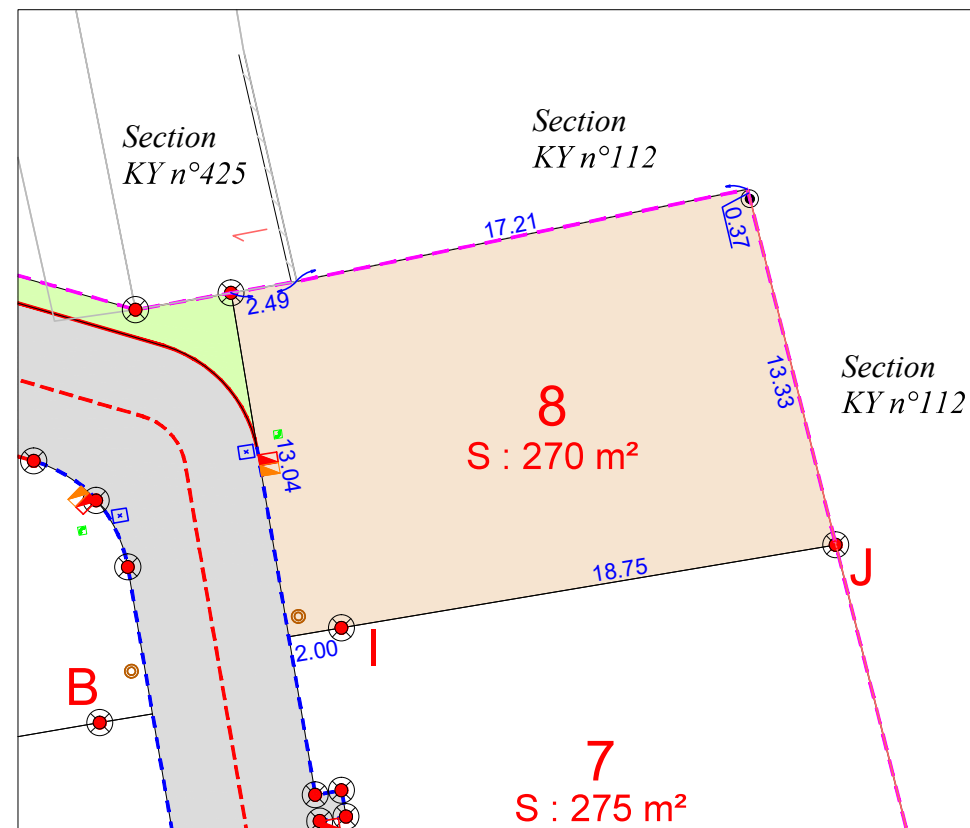 Section
KY n°112
Section
KY n°425
17.21
0.37
2.49
Section
KY n°112
13.33
8
S : 270 m²
13.04
18.75
J
I
2.00
B
7
S : 275 m²